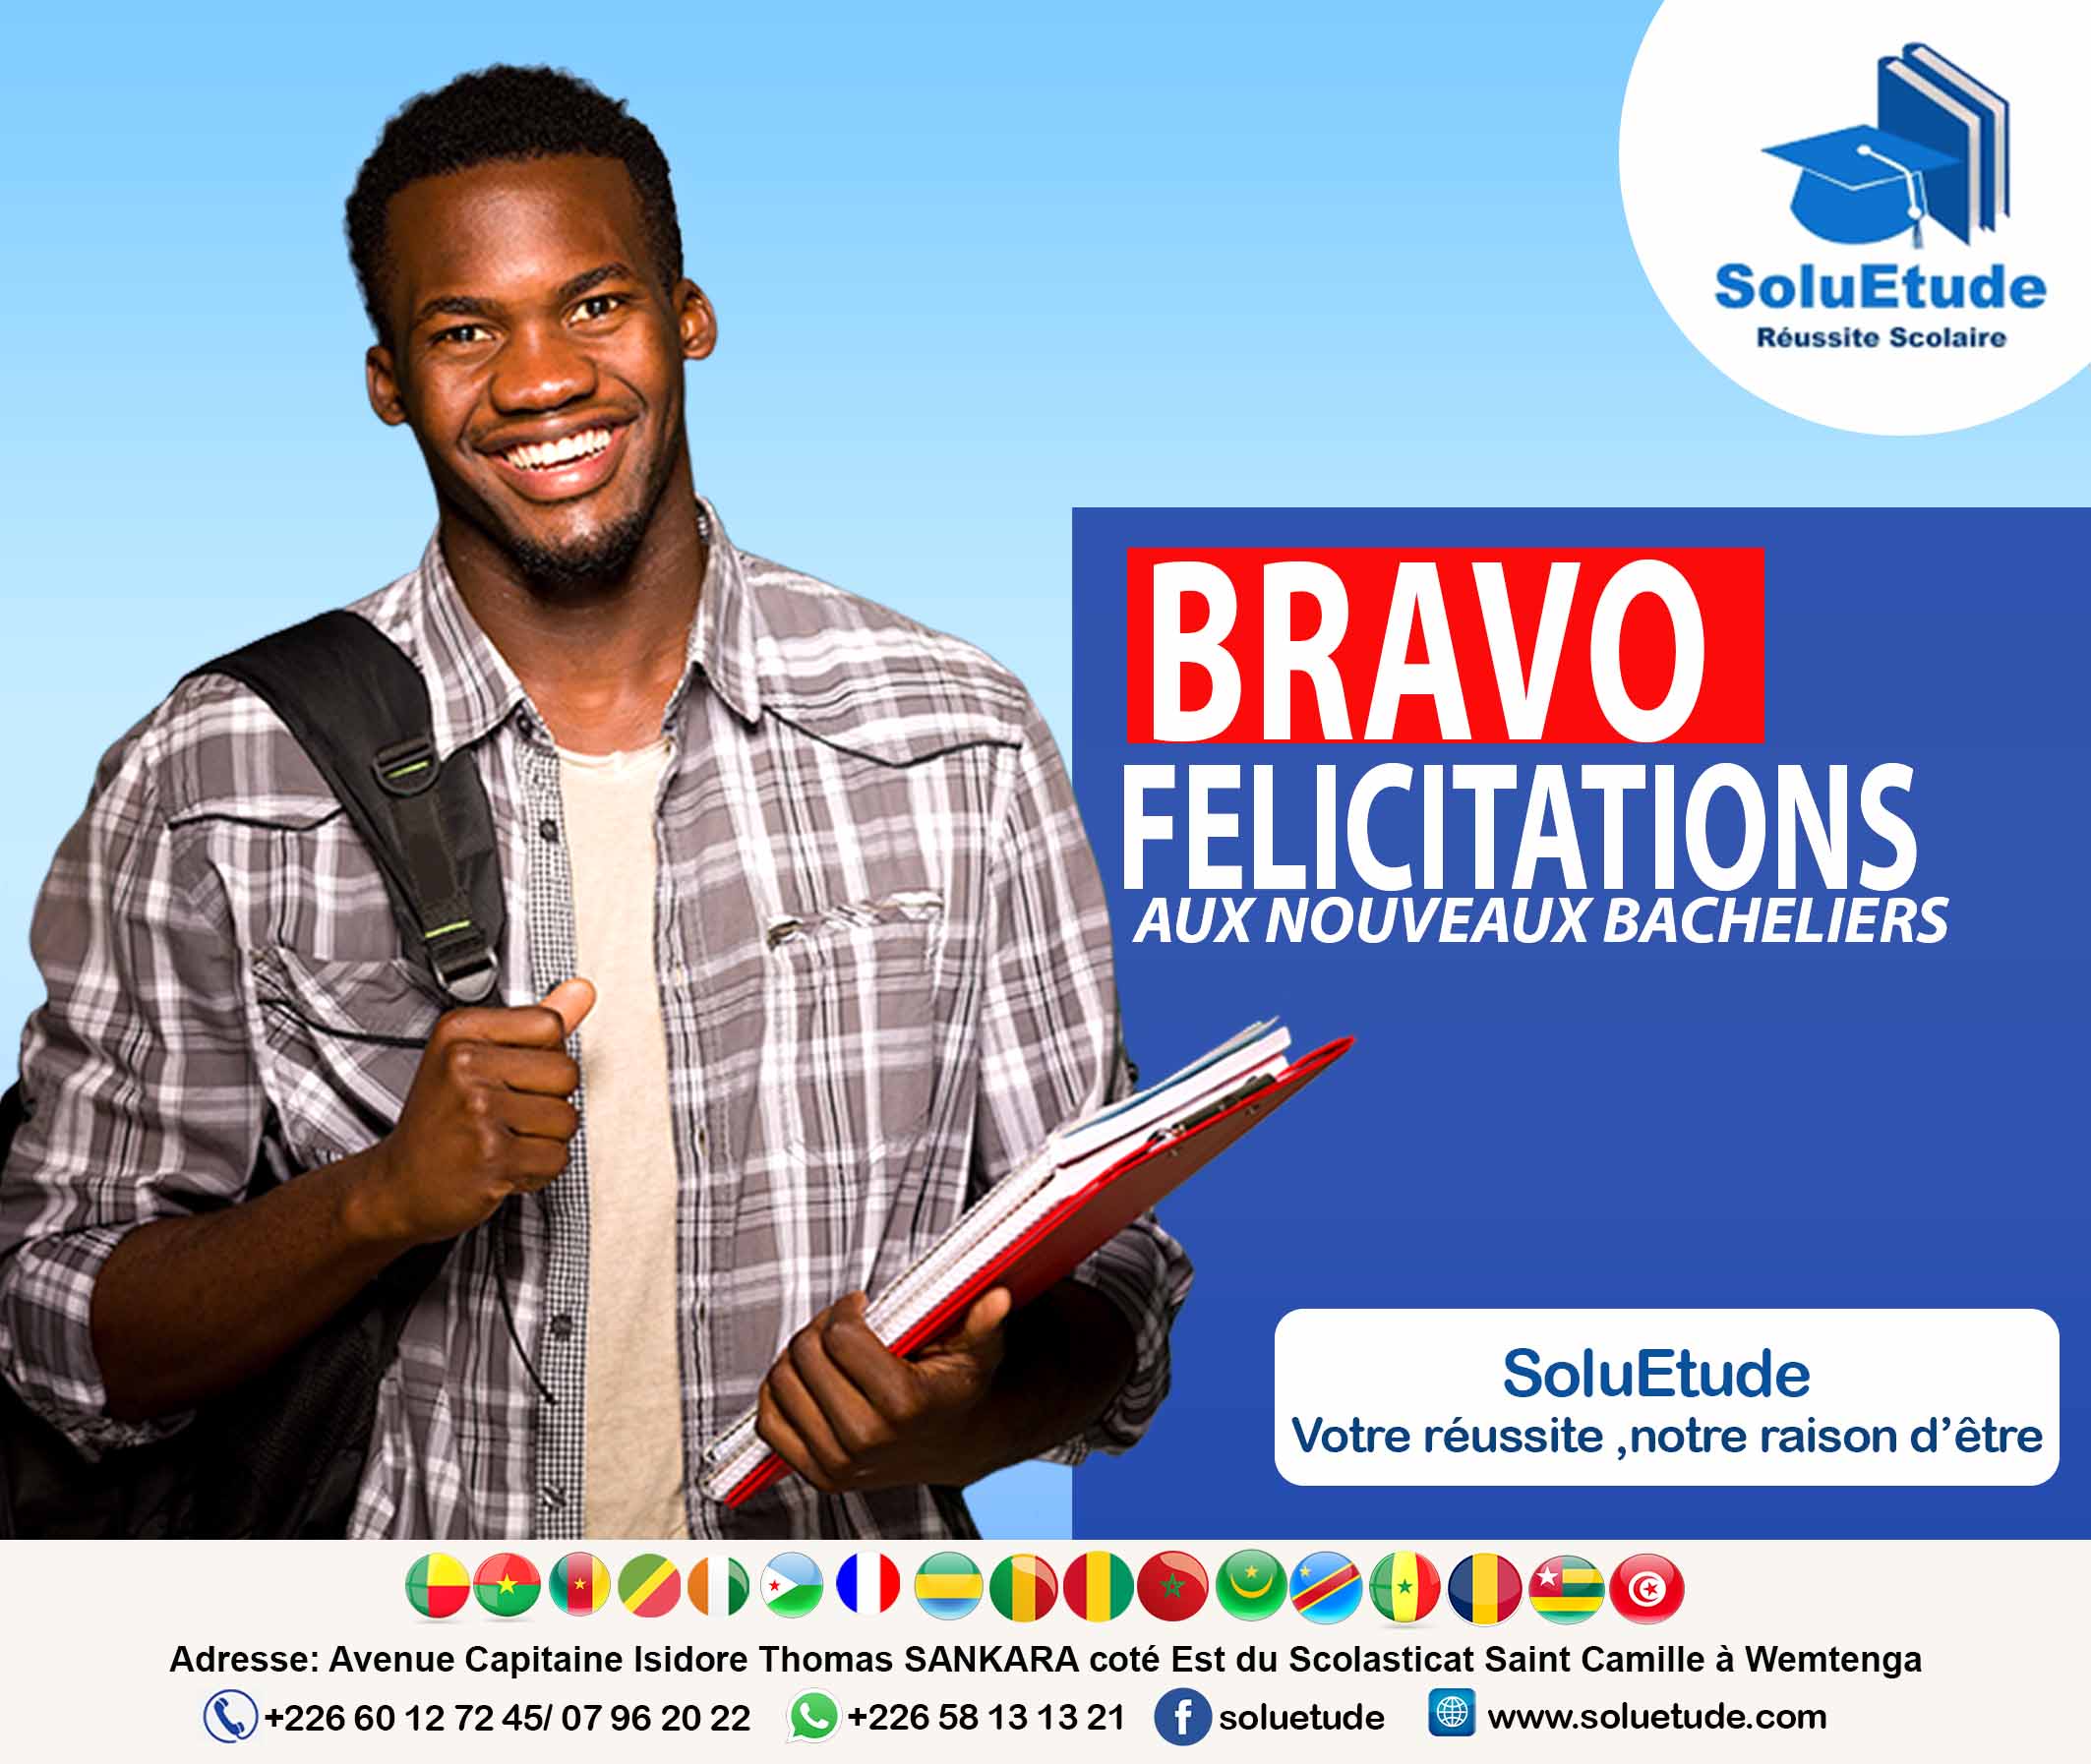 SoluEtude
Réussite Scolaire
BRAVO
FELICITATIONS
AUX NOUVEAUX BACHELIERS
SoluEtude
Votre réussite ,notre raison d'être
Adresse: Avenue Capitaine Isidore Thomas SANKARA coté Est du Scolasticat Saint Camille à Wemtenga
+226 60 12 72 45/ 07 96 20 22 +226 58 13 13 21 soluetude www.soluetude.com